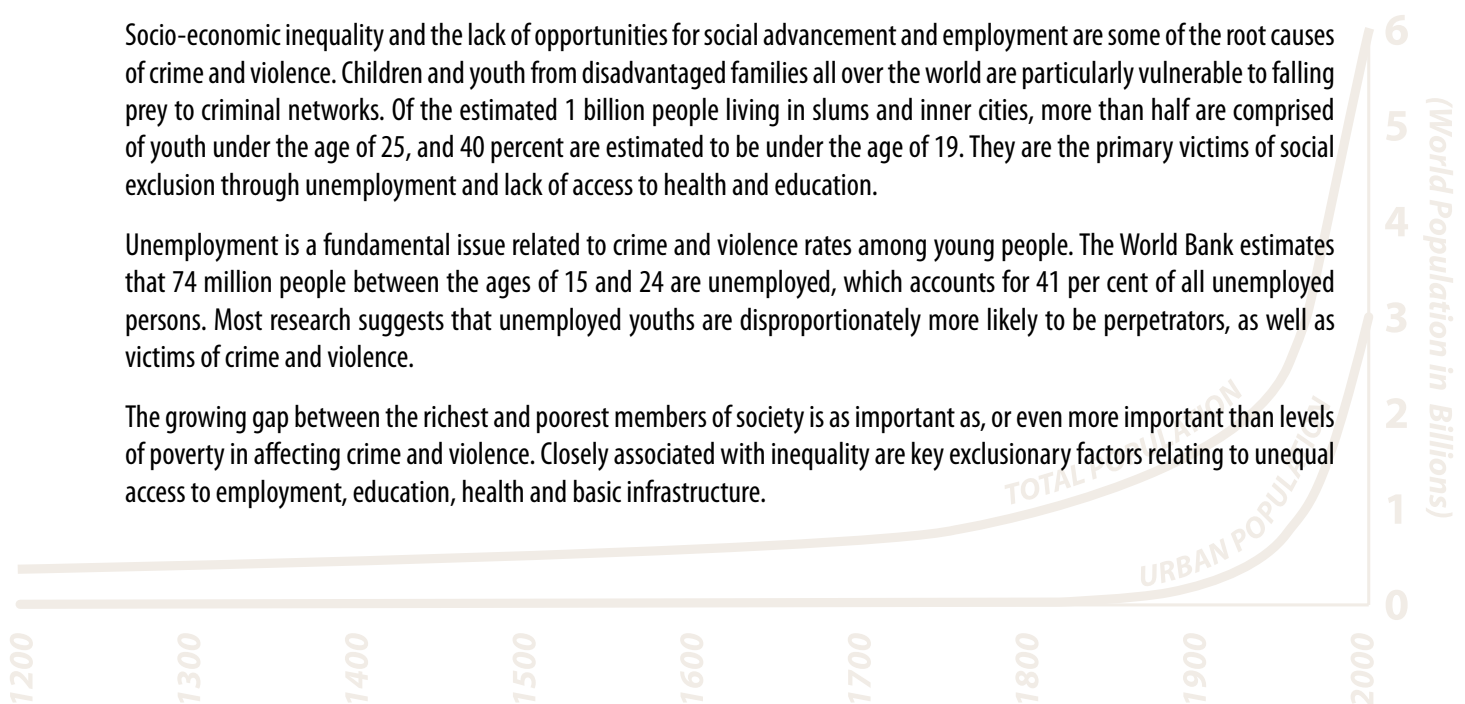 Socio-economic inequality and the lack of opportunities for social advancement and employment are some of the root causes
of crime and violence. Children and youth from disadvantaged families all over the world are particularly vulnerable to falling
prey to criminal networks. Of the estimated 1 billion people living in slums and inner cities, more than half are comprised
of youth under the age of 25, and 40 percent are estimated to be under the age of 19. They are the primary victims of social
exclusion through unemployment and lack of access to health and education.
Unemployment is a fundamental issue related to crime and violence rates among young people. The World Bank estimates
that 74 million people between the ages of 15 and 24 are unemployed, which accounts for 41 per cent of all unemployed
persons. Most research suggests that unemployed youths are disproportionately more likely to be perpetrators, as well as
victims of crime and violence.
The growing gap between the richest and poorest members of society is as important as, or even more important than levels
of poverty in affecting crime and violence. Closely associated with inequality are key exclusionary factors relating to unequal
access to employment, education, health and basic infrastructure.
TOTAL POPULATION
URBAN POPULATION
6
5
4
3
2
1
0
(World Population in Billions)
1200
1300
1400
1500
1600
1700
1800
1900
2000